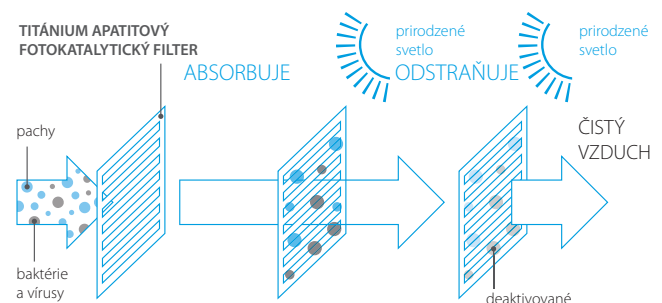 TITÁNIUM APATITOVÝ
FOTOKATALYTICKÝ FILTER
ABSORBUJE
prirodzené
svetlo
ODSTRAŇUJE
prirodzené
svetlo
pachy
ČISTÝ
VZDUCH
baktérie
a vírusy
deaktivované